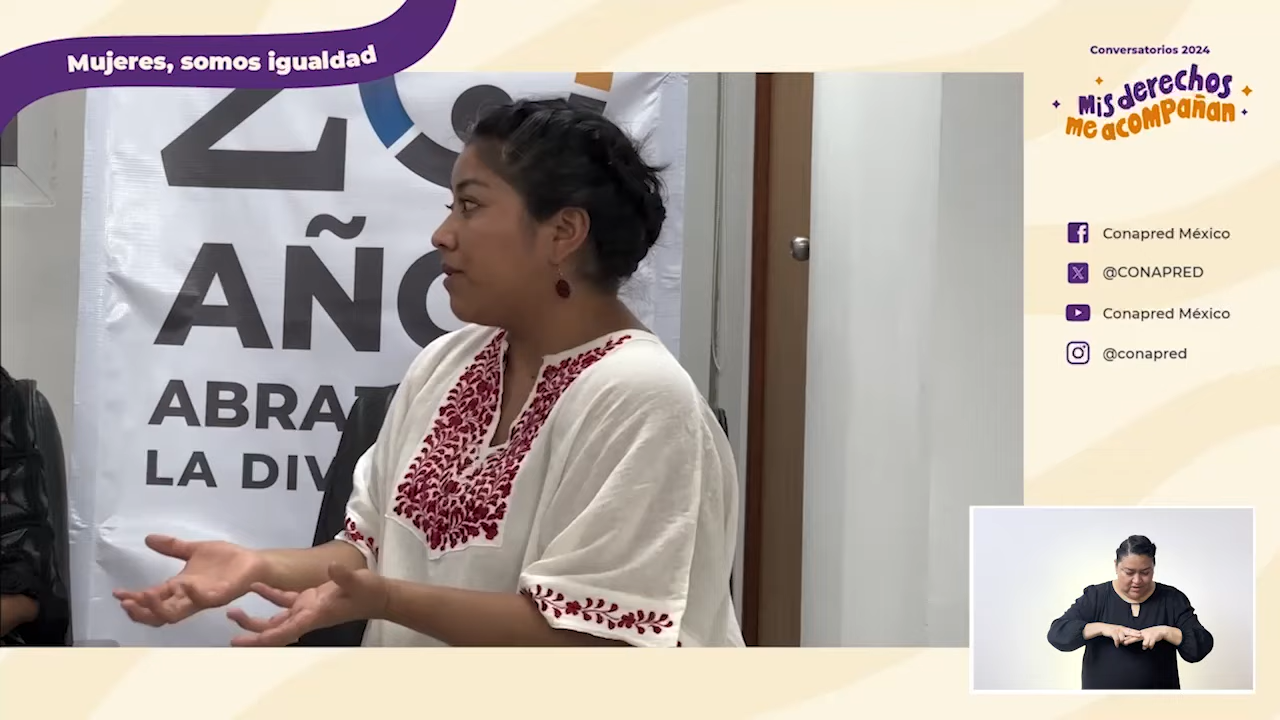 Mujeres, somos igualdad
Conversatorios 2024
Mis derechos
me acompañan
Conapred México
@CONAPRED
Conapred México
@conapred
20
AÑO
ABRA
LA DIV